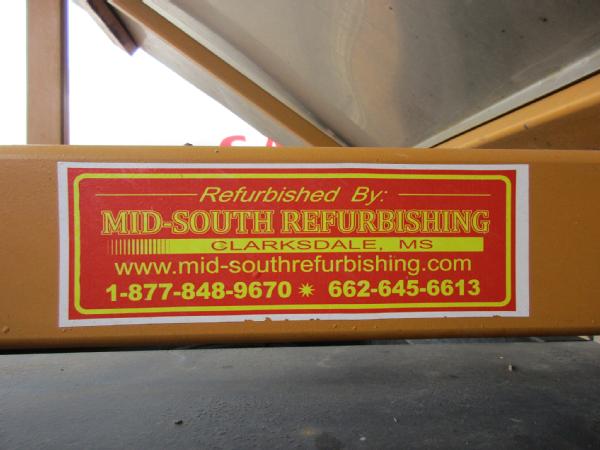 Refurbished By:
MID-SOUTH REFURBISHING
CLARKSDALE, MS
www.mid-southrefurbishing.com
1-877-848-9670 ✷ 662-645-6613